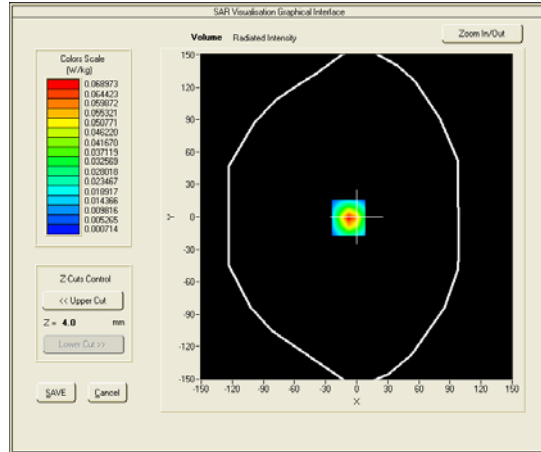 SAR Visualisation Graphical Interface
Volume Radiated Intensity
Zoom In/Out
Colors Scale
(W/kg)
0.068973
0.064423
0.059872
0.055321
0.050771
0.046220
0.041670
0.037119
0.032569
0.028018
0.023467
0.018917
0.014366
0.009816
0.005265
0.000714
Z-Cuts Control
<< Upper Cut
Z = 4.0 mm
Lower Cut >>
SAVE
Cancel
150
120
90
60
30
Y
0
-30
-60
-90
-120
-150
-150 -120 -90 -60 -30 0 30 60 90 120 150
X